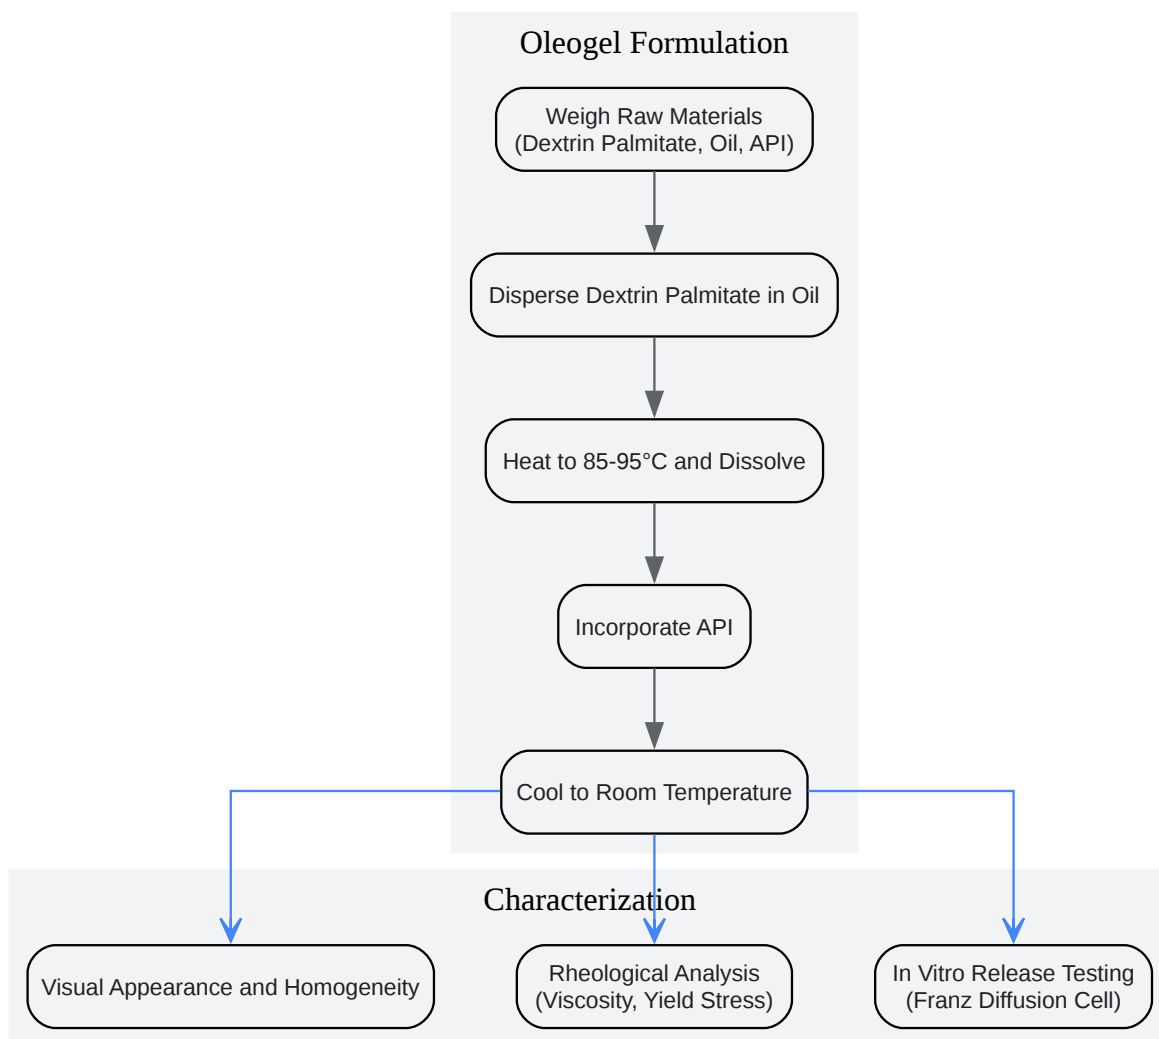 Oleogel Formulation
Weigh Raw Materials
(Dextrin Palmitate, Oil, API)
Disperse Dextrin Palmitate in Oil
Heat to 85-95°C and Dissolve
Incorporate API
Cool to Room Temperature
Characterization
Visual Appearance and Homogeneity
Rheological Analysis
(Viscosity, Yield Stress)
In Vitro Release Testing
(Franz Diffusion Cell)